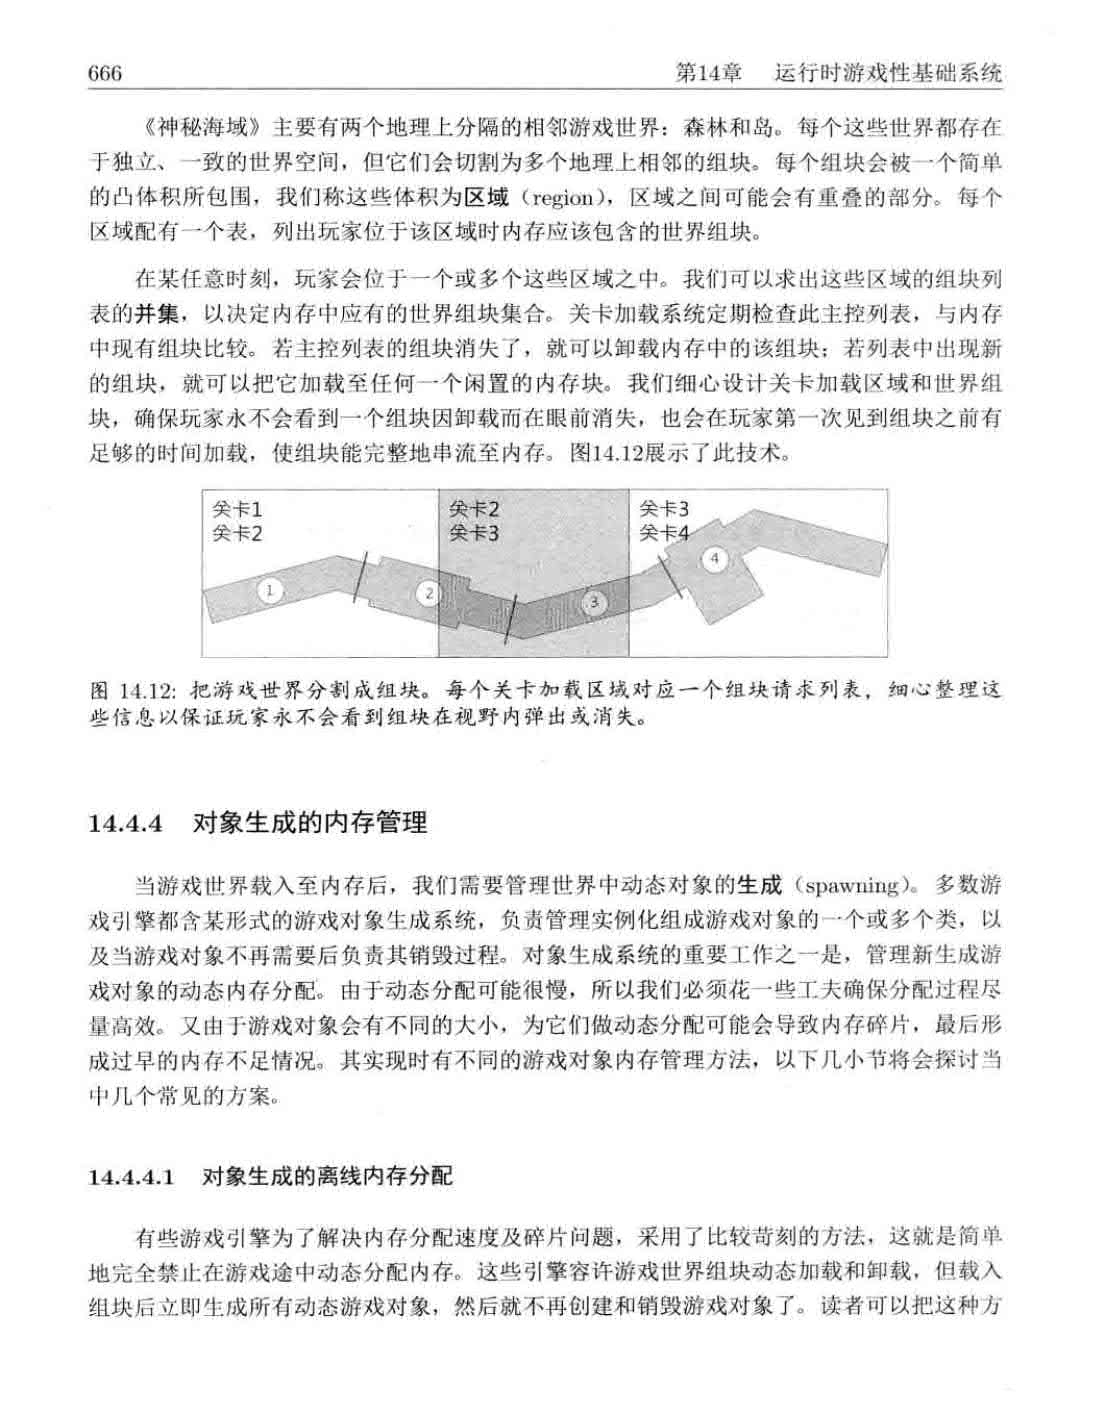 666 第14章 运行时游戏性基础系统
《神秘海域》主要有两个地理上分隔的相邻游戏世界：森林和岛。每个这些世界都存在
于独立、一致的世界空间，但它们会切割为多个地理上相邻的组块。每个组块会被一个简单
的凸体积所包围，我们称这些体积为区域（region），区域之间可能会有重叠的部分。每个
区域配有一个表，列出玩家位于该区域时内存应该包含的世界组块。
在某任意时刻，玩家会位于一个或多个这些区域之中。我们可以求出这些区域的组块列
表的并集，以决定内存中应有的世界组块集合。关卡加载系统定期检查此主控列表，与内存
中现有组块比较。若主控列表的组块消失了，就可以卸载内存中的该组块；若列表中出现新
的组块，就可以把它加载至任何一个闲置的内存块。我们细心设计关卡加载区域和世界组
块，确保玩家永不会看到一个组块因卸载而在眼前消失，也会在玩家第一次见到组块之前有
足够的时间加载，使组块能完整地串流至内存。图14.12展示了此技术。
关卡1
关卡2
关卡2
关卡3
关卡3
关卡4
1
2
3
4
图 14.12: 把游戏世界分割成组块。每个关卡加载区域对应一个组块请求列表，细心整理这
些信息以保证玩家永不会看到组块在视野内弹出或消失。
14.4.4 对象生成的内存管理
当游戏世界载入至内存后，我们需要管理世界中动态对象的生成（spawning）。多数游
戏引擎都含某形式的游戏对象生成系统，负责管理实例化组成游戏对象的一个或多个类，以
及当游戏对象不再需要后负责其销毁过程。对象生成系统的重要工作之一是，管理新生成游
戏对象的动态内存分配。由于动态分配可能很慢，所以我们必须花一些工夫确保分配过程尽
量高效。又由于游戏对象会有不同的大小，为它们做动态分配可能会导致内存碎片，最后形
成过早的内存不足情况。其实现时有不同的游戏对象内存管理方法，以下几小节将会探讨当
中几个常见的方案。
14.4.4.1 对象生成的离线内存分配
有些游戏引擎为了解决内存分配速度及碎片问题，采用了比较苛刻的方法，这就是简单
地完全禁止在游戏途中动态分配内存。这些引擎容许游戏世界组块动态加载和卸载，但载入
组块后立即生成所有动态游戏对象，然后就不再创建和销毁游戏对象了。读者可以把这种方